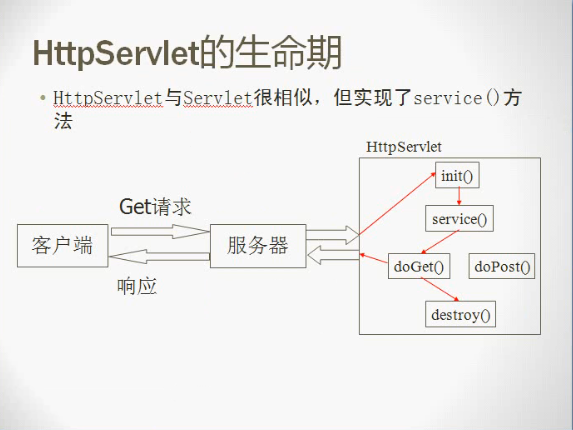 HttpServlet的生命期
• HttpServlet与Servlet很相似，但实现了service()方
法
HttpServlet
init()
Get请求
service()
客户端
服务器
doGet()
doPost()
响应
destroy()